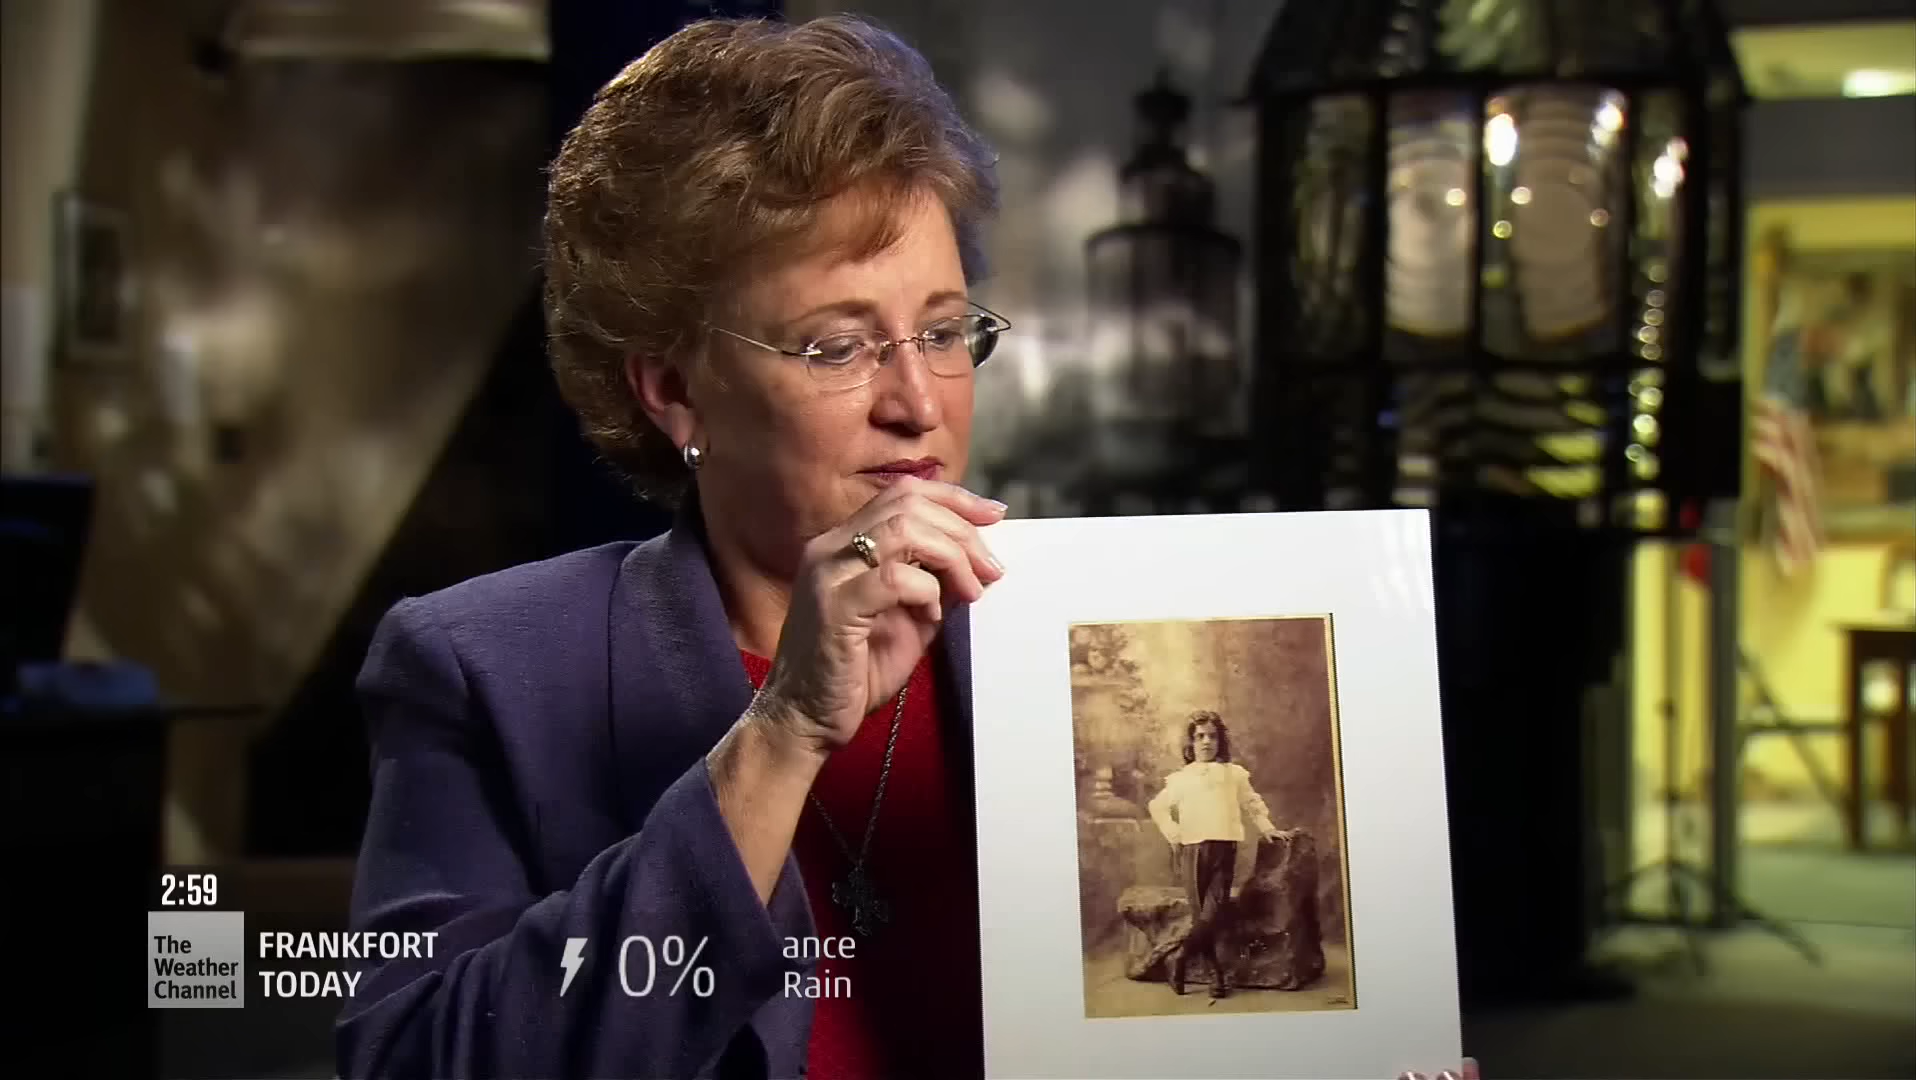 2:59
The
Weather
Channel
FRANKFORT
TODAY
0%
ance
Rain